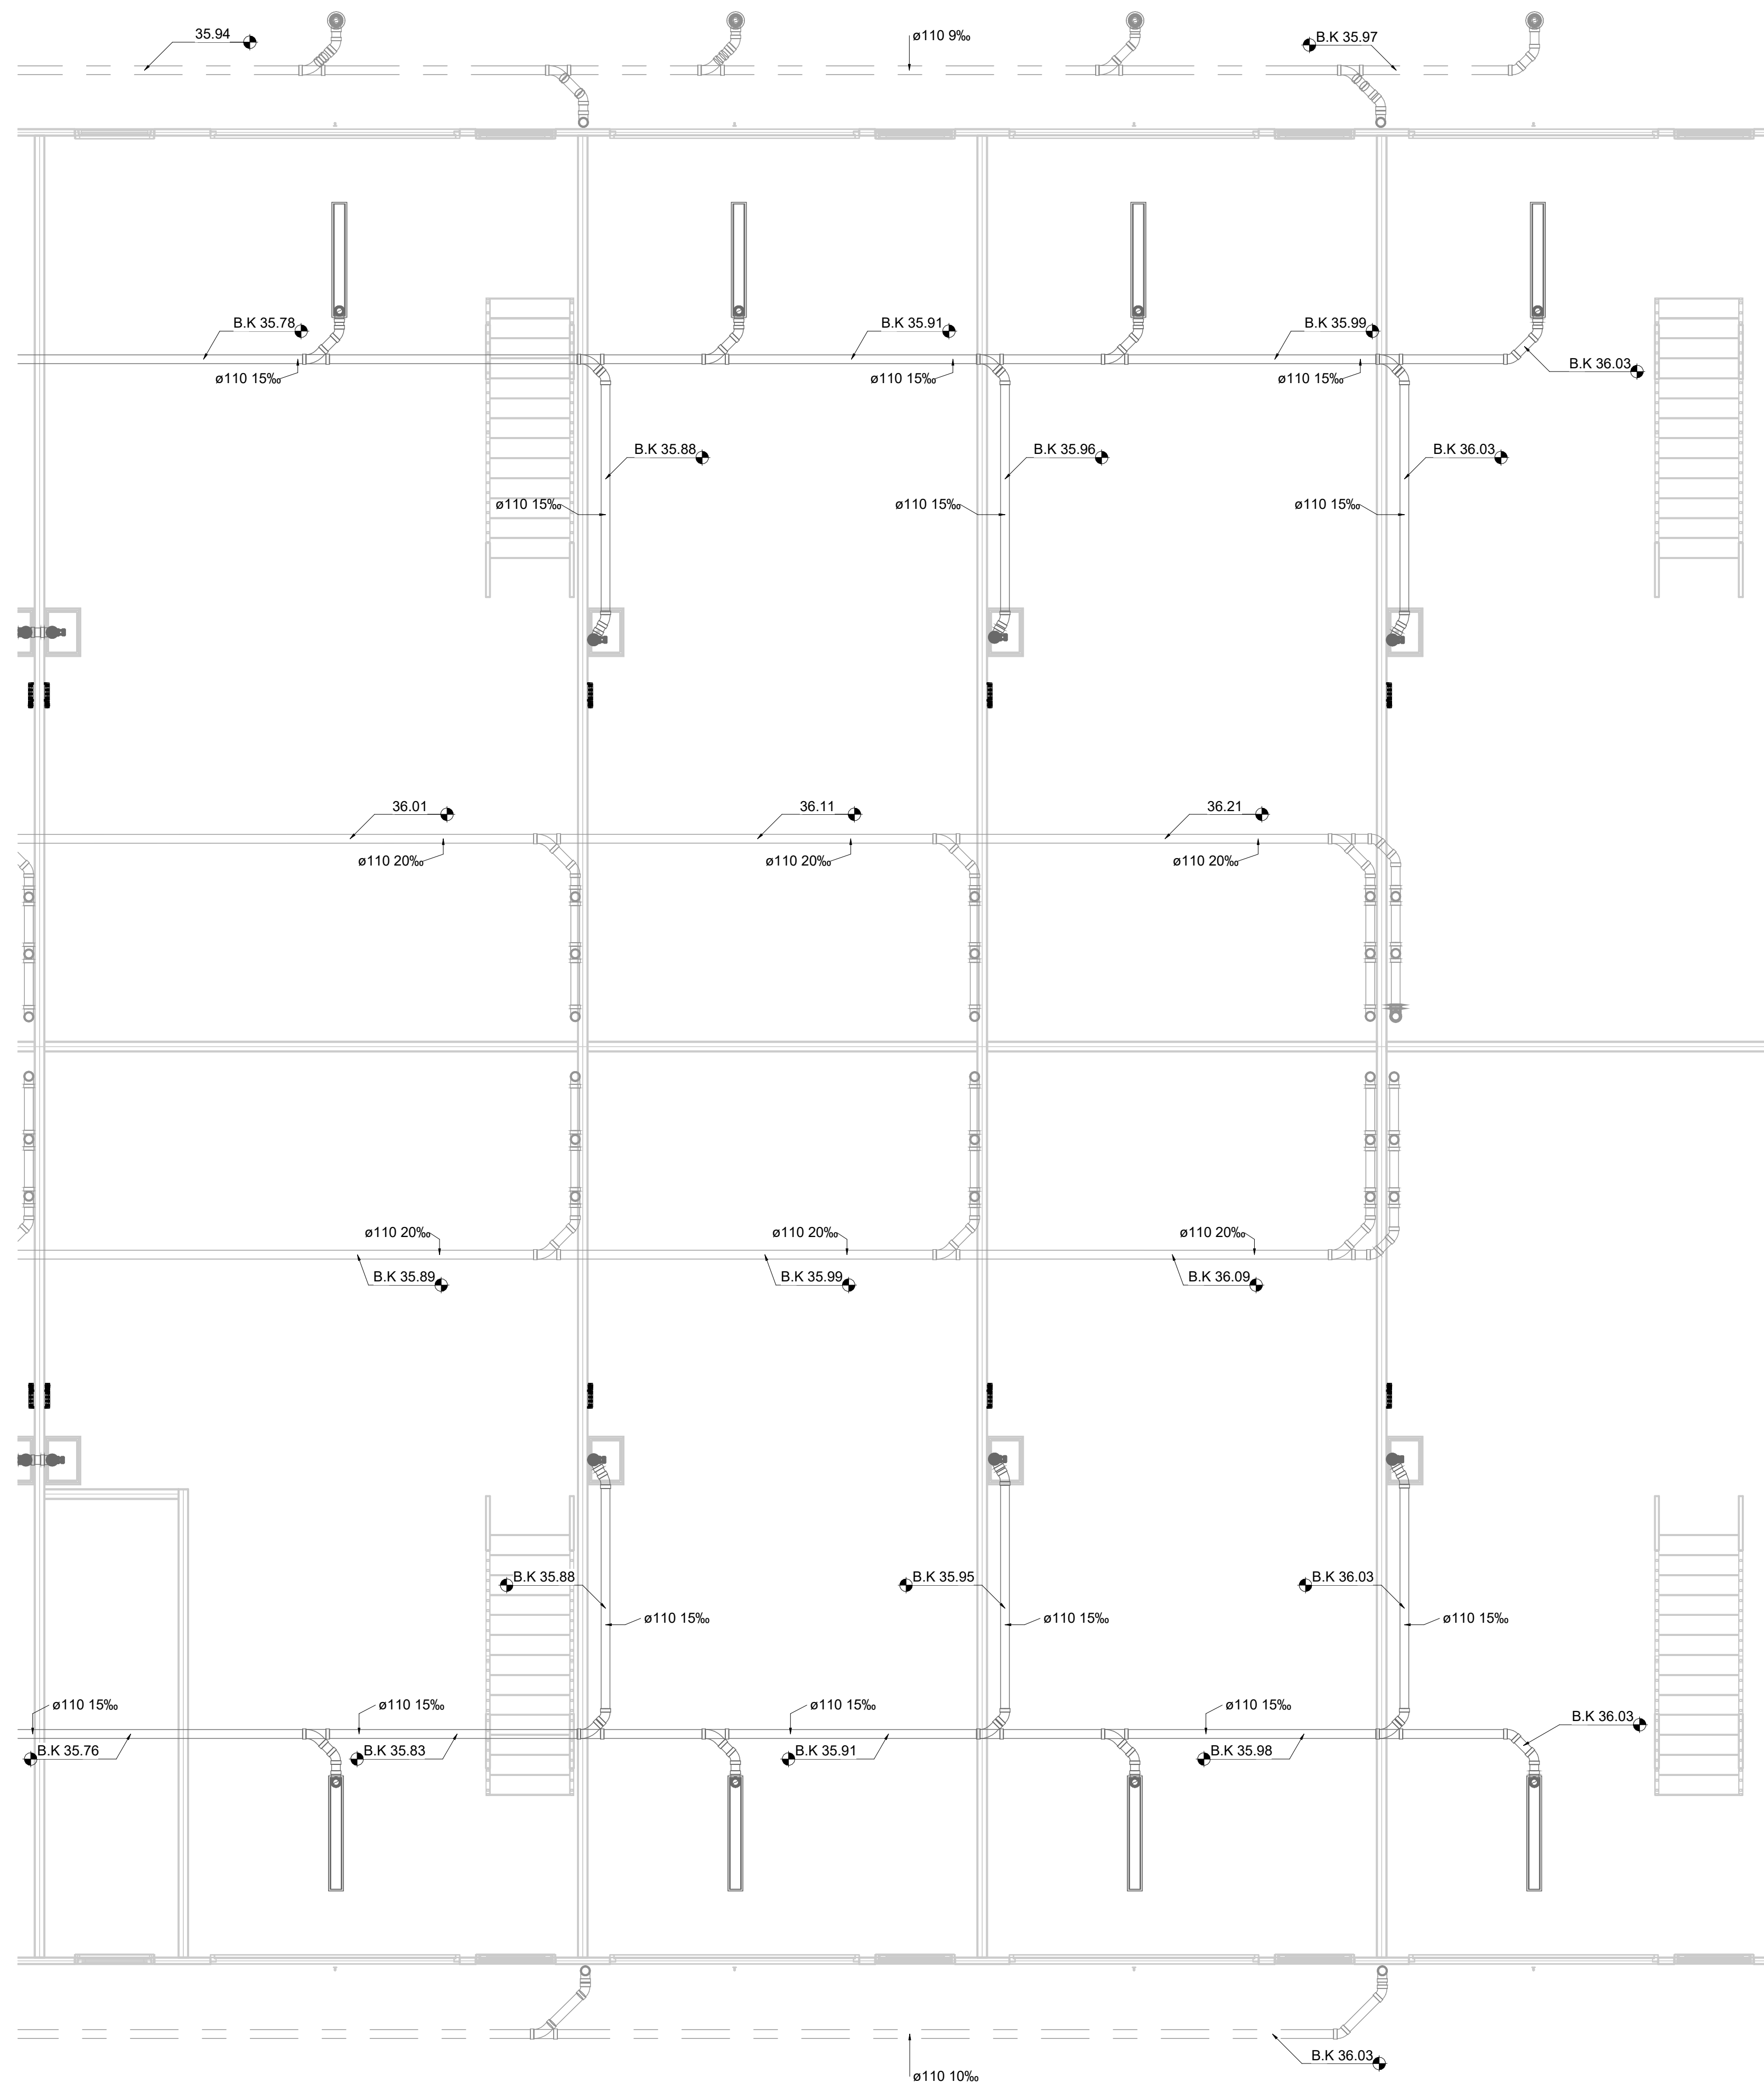 35.94
ø110 9‰
B.K 35.97
B.K 35.78
B.K 35.91
B.K 35.99
B.K 36.03
ø110 15‰
ø110 15‰
ø110 15‰
B.K 35.88
B.K 35.96
B.K 36.03
ø110 15‰
ø110 15‰
ø110 15‰
36.01
36.11
36.21
ø110 20‰
ø110 20‰
ø110 20‰
ø110 20‰
ø110 20‰
ø110 20‰
B.K 35.89
B.K 35.99
B.K 36.09
B.K 35.88
B.K 35.95
B.K 36.03
ø110 15‰
ø110 15‰
ø110 15‰
ø110 15‰
ø110 15‰
ø110 15‰
ø110 15‰
B.K 36.03
B.K 35.76
B.K 35.83
B.K 35.91
B.K 35.98
B.K 36.03
ø110 10‰